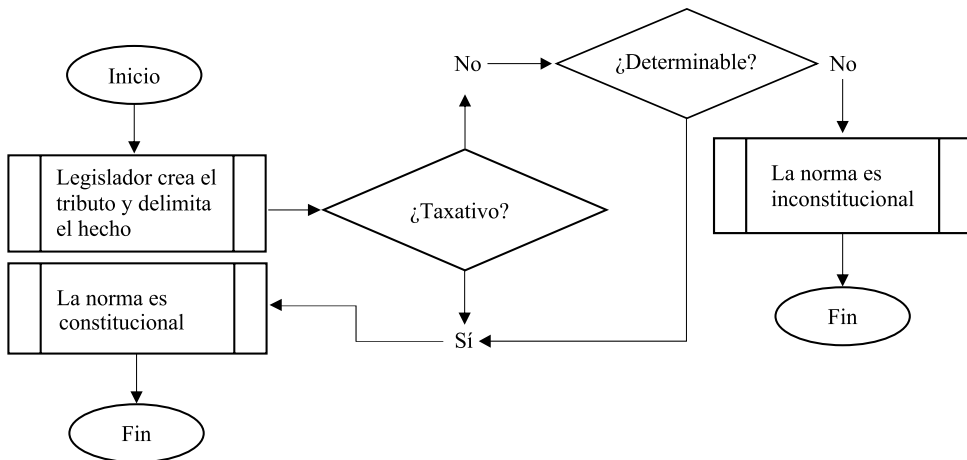 Inicio
Legislador crea el
tributo y delimita
el hecho
¿Taxativo?
No
¿Determinable?
No
La norma es
inconstitucional
Fin
Sí
La norma es
constitucional
Fin